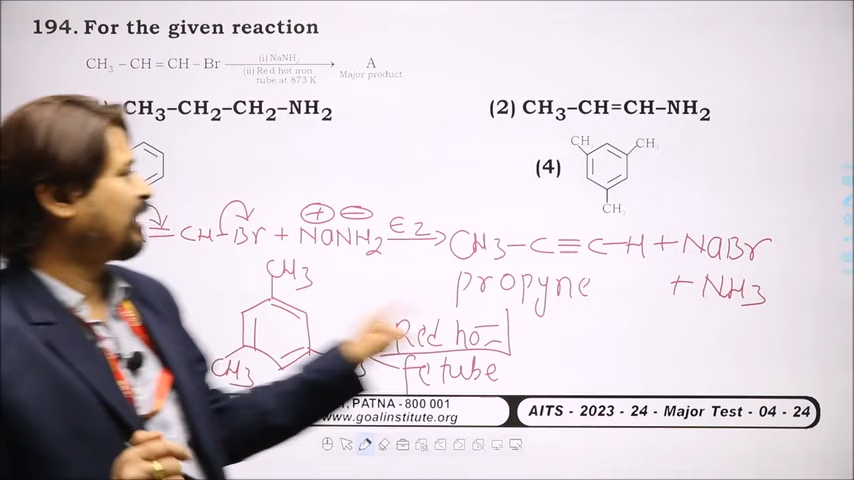 194. For the given reaction
CH₃ – CH = CH – Br (i) NaNH₂ (ii) Red hot iron tube at 873 K → A Major product
CH₃–CH₂–CH₂–NH₂
(2) CH₃–CH=CH–NH₂
(4) CH₃ CH₃ CH₃
≡ CH – Br + NaNH₂ E2 → CH₃ – C ≡ C – H + NaBr
+ – 
propyne + NH₃
CH₃
CH₃
Red hot
Fe tube
PATNA - 800 001
www.goalinstitute.org
AITS - 2023 - 24 - Major Test - 04 - 24